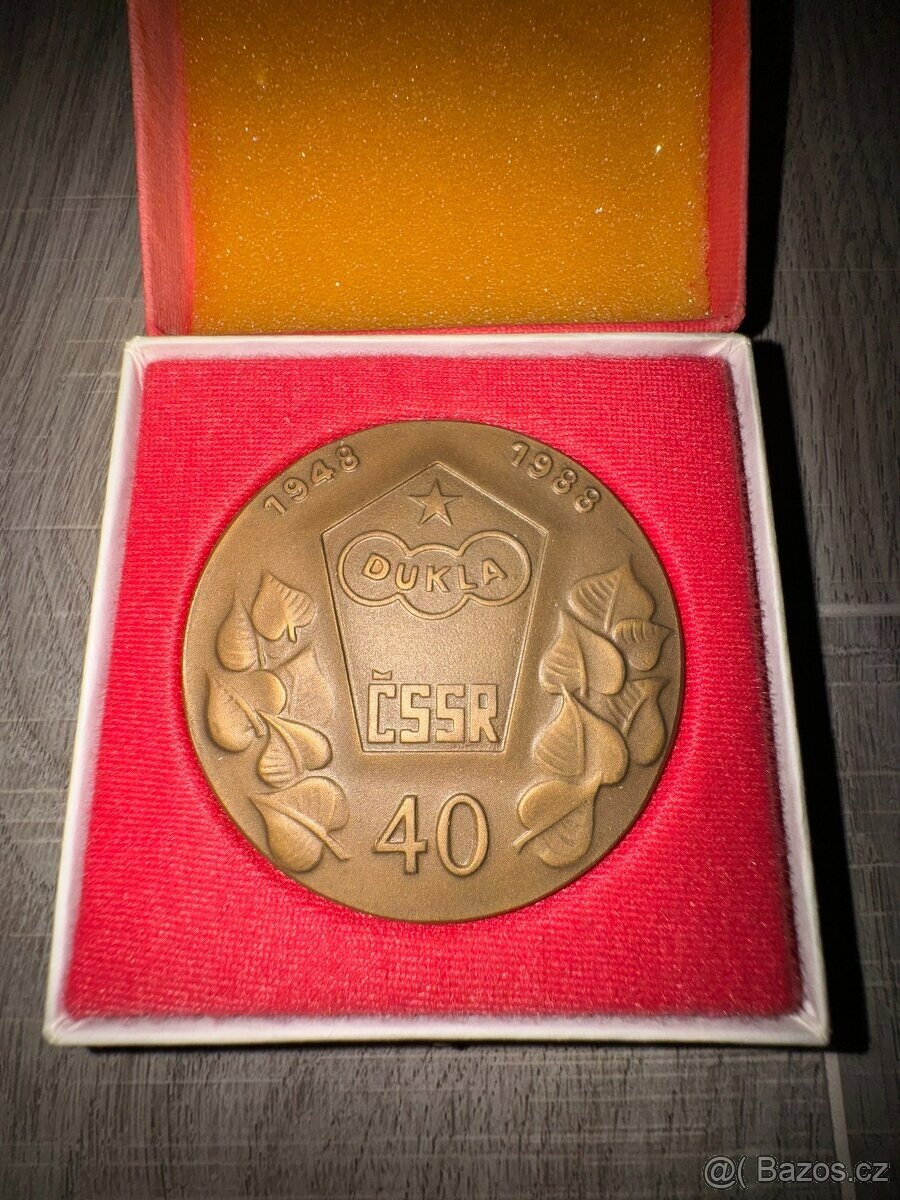 1948 1988
DUKLA
ČSSR
40
@( Bazos.cz